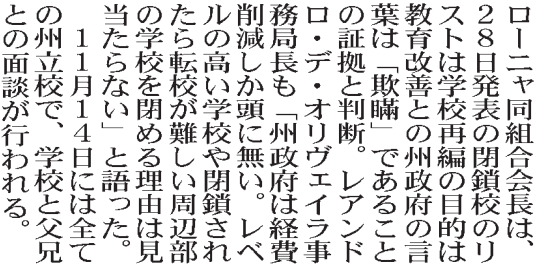 ローニャ同組合会長は、
２８日発表の閉鎖校のリ
ストは学校再編の目的は
教育改善との州政府の言
葉は「欺瞞」であること
の証拠と判断。レアンド
ロ・デ・オリヴェイラ事
務局長も「州政府は経費
削減しか頭に無い。レベ
ルの高い学校や閉鎖され
たら転校が難しい周辺部
の学校を閉める理由は見
当たらない」と語った。
　１１月１４日には全て
の州立校で、学校と父兄
との面談が行われる。